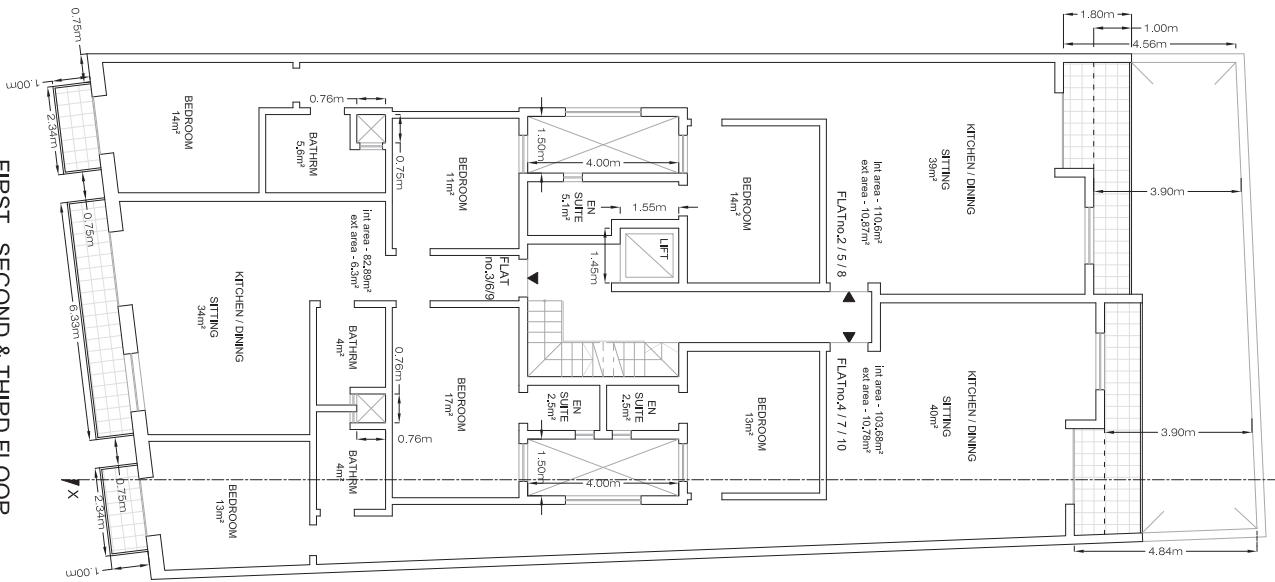 0.75m
1.00m
2.34m
0.75m
6.33m
0.75m
2.34m
1.00m
FIRST, SECOND & THIRD FLOOR
X
BEDROOM
14m²
BATHRM
5.6m²
0.76m
0.75m
KITCHEN / DINING
SITTING
34m²
int area - 82.89m²
ext area - 6.3m²
BATHRM
4m²
0.76m
0.76m
BATHRM
4m²
BEDROOM
13m²
BEDROOM
11m²
FLAT
no.3/6/9
BEDROOM
17m²
1.50m
4.00m
EN
SUITE
5.1m²
1.55m
LIFT
1.45m
EN
SUITE
2.5m²
EN
SUITE
2.5m²
1.50m
4.00m
BEDROOM
14m²
BEDROOM
13m²
FLATno.2 / 5 / 8
int area - 110.6m²
ext area - 10.87m²
FLATno.4 / 7 / 10
int area - 103.68m²
ext area - 10.78m²
KITCHEN / DINING
SITTING
39m²
KITCHEN / DINING
SITTING
40m²
1.80m
1.00m
4.56m
3.90m
3.90m
4.84m